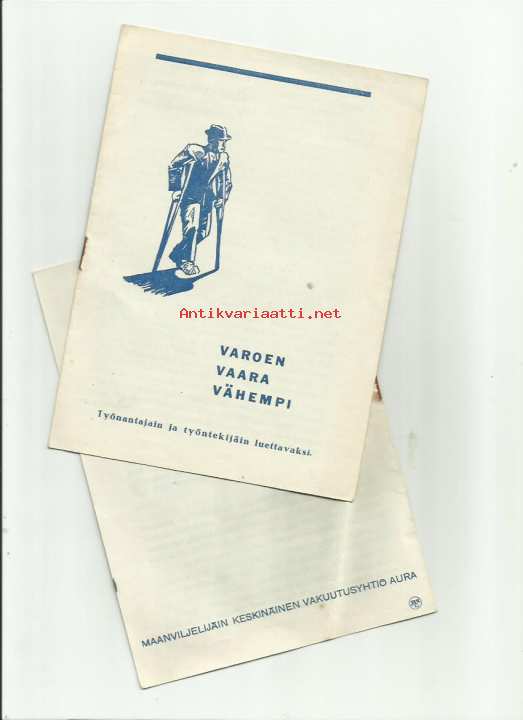 Antikvariaatti.net
VAROEN
VAARA
VÄHEMPI
Työnantajain ja työntekijäin luettavaksi.
MAANVILJELIJÄIN KESKINÄINEN VAKUUTUSYHTIÖ AURA